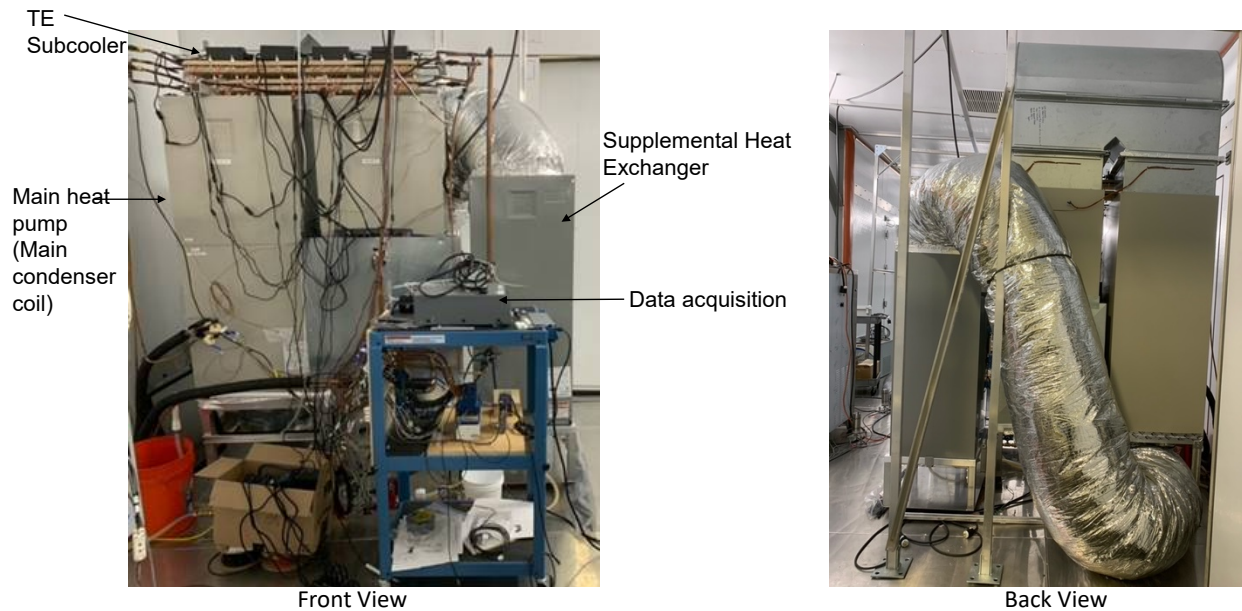 TE
Subcooler
Supplemental Heat
Exchanger
Main heat
pump
(Main
condenser
coil)
Data acquisition
Front View
Back View